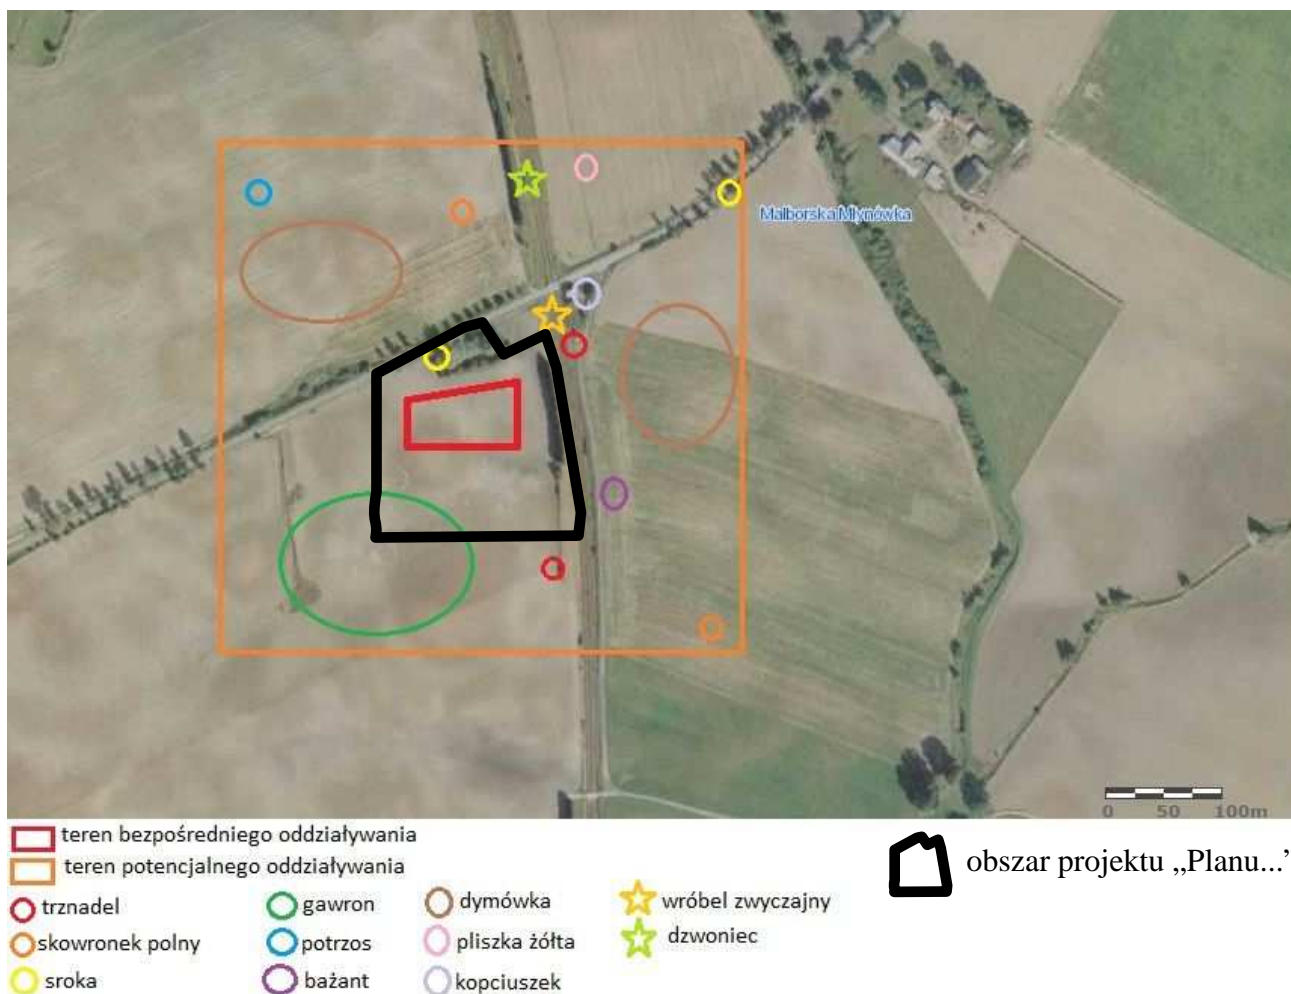 Malborska Młynówka
0 50 100m
teren bezpośredniego oddziaływania
teren potencjalnego oddziaływania
obszar projektu „Planu...”
trznadel
gawron
dymówka
wróbel zwyczajny
skowronek polny
potrzos
pliszka żółta
dzwoniec
sroka
bażant
kopciuszek